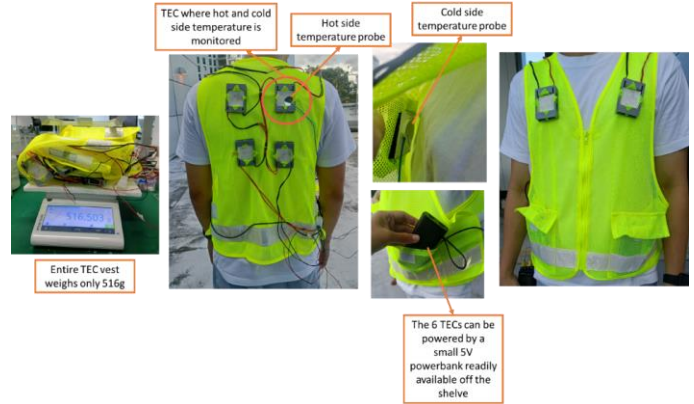 TEC where hot and cold
side temperature is
monitored
Hot side
temperature probe
Cold side
temperature probe
516.503
Entire TEC vest
weighs only 516g
The 6 TECs can be
powered by a
small 5V
powerbank readily
available off the
shelve